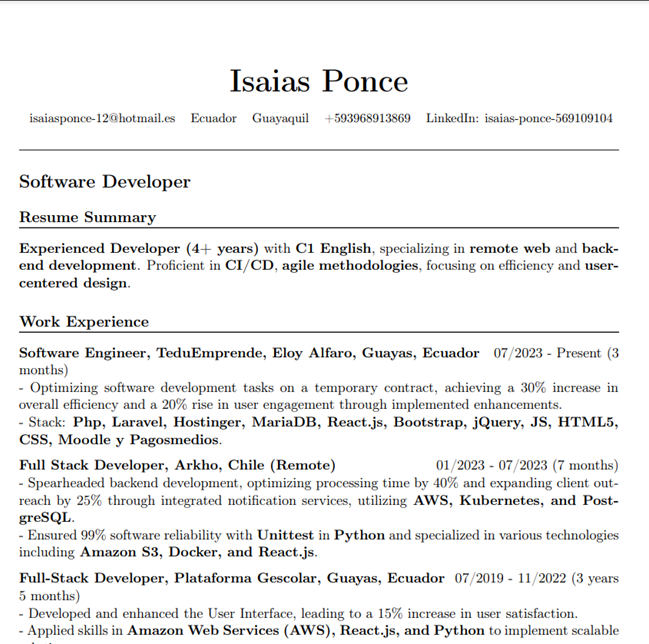 Isaias Ponce
isaiasponce-12@hotmail.es Ecuador Guayaquil +593968913869 LinkedIn: isaias-ponce-569109104
Software Developer
Resume Summary
Experienced Developer (4+ years) with C1 English, specializing in remote web and back-
end development. Proficient in CI/CD, agile methodologies, focusing on efficiency and user-
centered design.
Work Experience
Software Engineer, TeduEmprende, Eloy Alfaro, Guayas, Ecuador 07/2023 - Present (3
months)
- Optimizing software development tasks on a temporary contract, achieving a 30% increase in
overall efficiency and a 20% rise in user engagement through implemented enhancements.
- Stack: Php, Laravel, Hostinger, MariaDB, React.js, Bootstrap, jQuery, JS, HTML5,
CSS, Moodle y Pagosmedios.
Full Stack Developer, Arkho, Chile (Remote) 01/2023 - 07/2023 (7 months)
- Spearheaded backend development, optimizing processing time by 40% and expanding client out-
reach by 25% through integrated notification services, utilizing AWS, Kubernetes, and Post-
greSQL.
- Ensured 99% software reliability with Unittest in Python and specialized in various technologies
including Amazon S3, Docker, and React.js.
Full-Stack Developer, Plataforma Gescolar, Guayas, Ecuador 07/2019 - 11/2022 (3 years
5 months)
- Developed and enhanced the User Interface, leading to a 15% increase in user satisfaction.
- Applied skills in Amazon Web Services (AWS), React.js, and Python to implement scalable